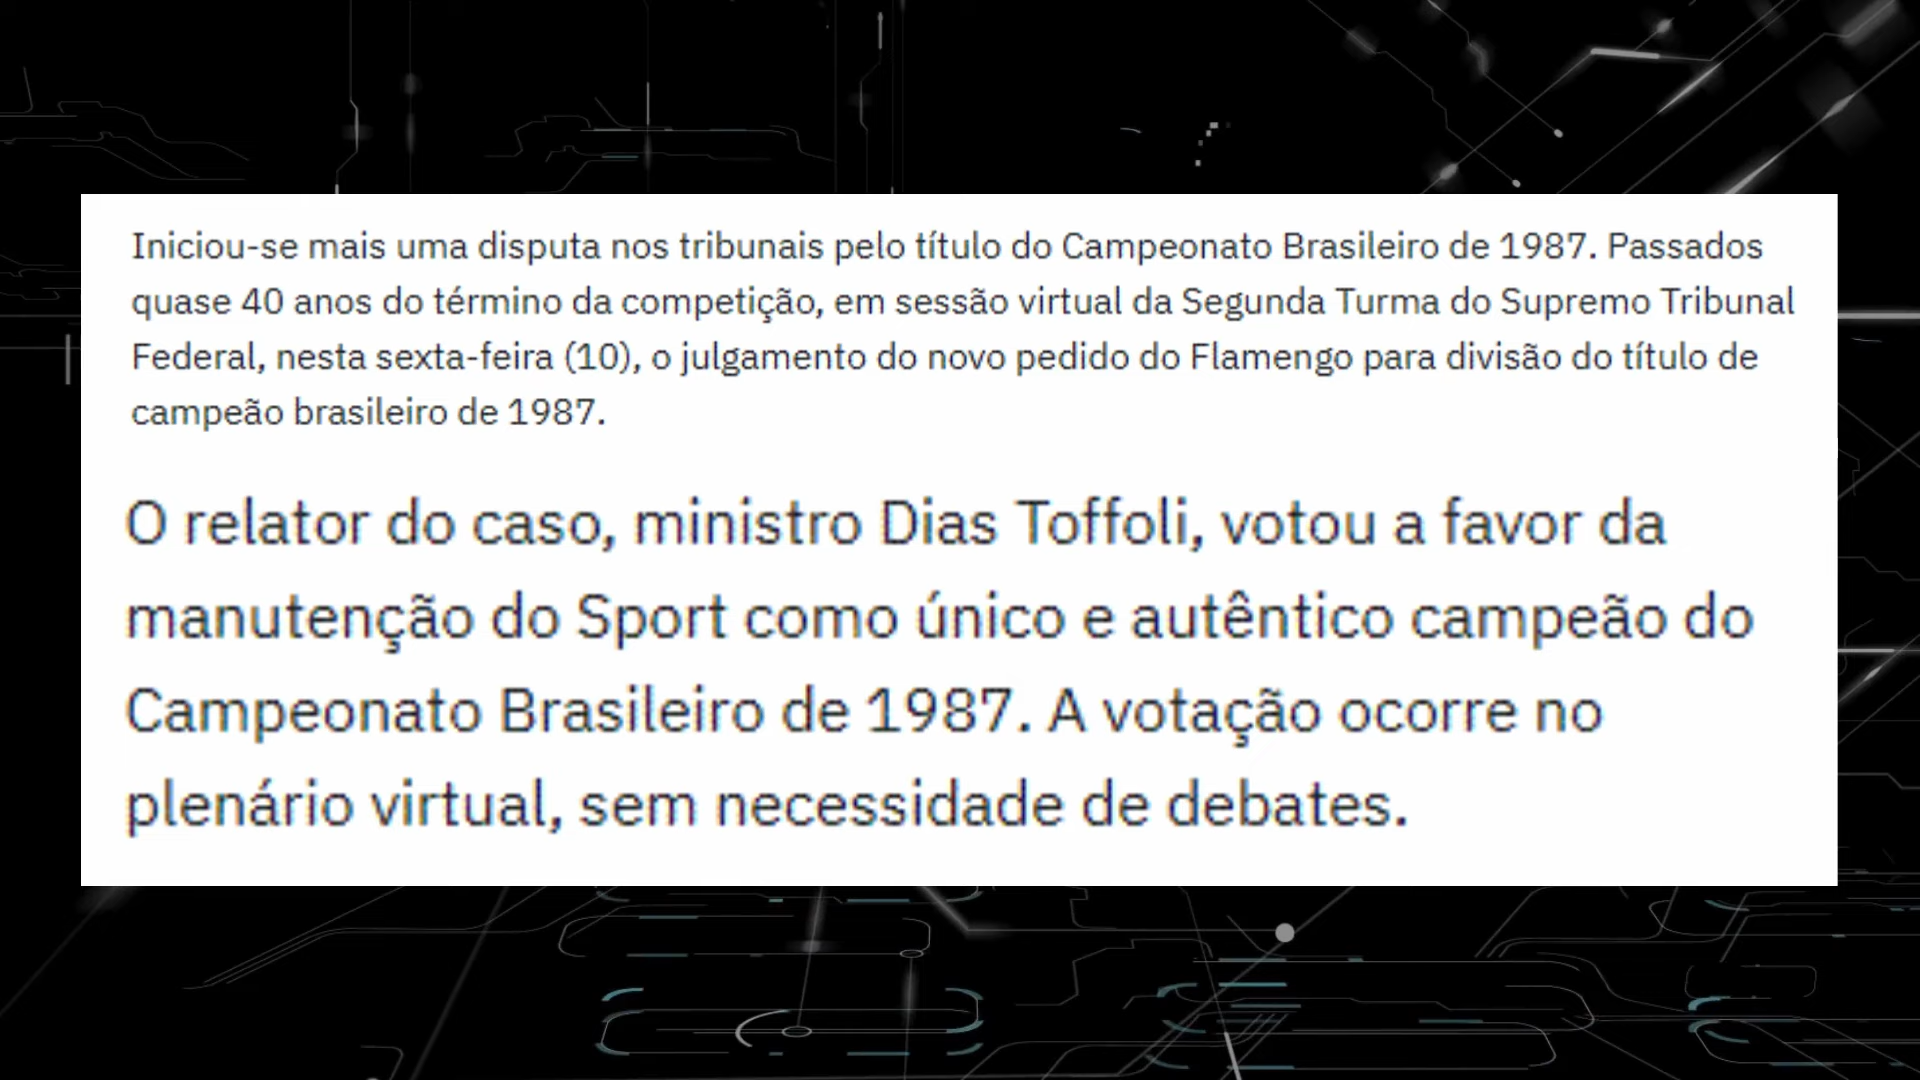 Iniciou-se mais uma disputa nos tribunais pelo título do Campeonato Brasileiro de 1987. Passados
quase 40 anos do término da competição, em sessão virtual da Segunda Turma do Supremo Tribunal
Federal, nesta sexta-feira (10), o julgamento do novo pedido do Flamengo para divisão do título de
campeão brasileiro de 1987.
O relator do caso, ministro Dias Toffoli, votou a favor da
manutenção do Sport como único e autêntico campeão do
Campeonato Brasileiro de 1987. A votação ocorre no
plenário virtual, sem necessidade de debates.